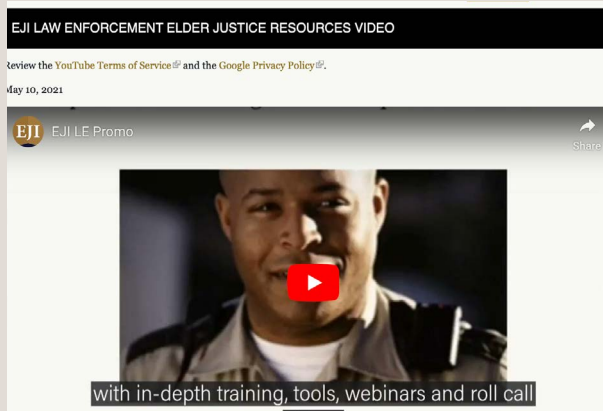 EJI LAW ENFORCEMENT ELDER JUSTICE RESOURCES VIDEO
Review the YouTube Terms of Service and the Google Privacy Policy.
May 10, 2021
EJI EJI LE Promo
Share
with in-depth training, tools, webinars and roll call